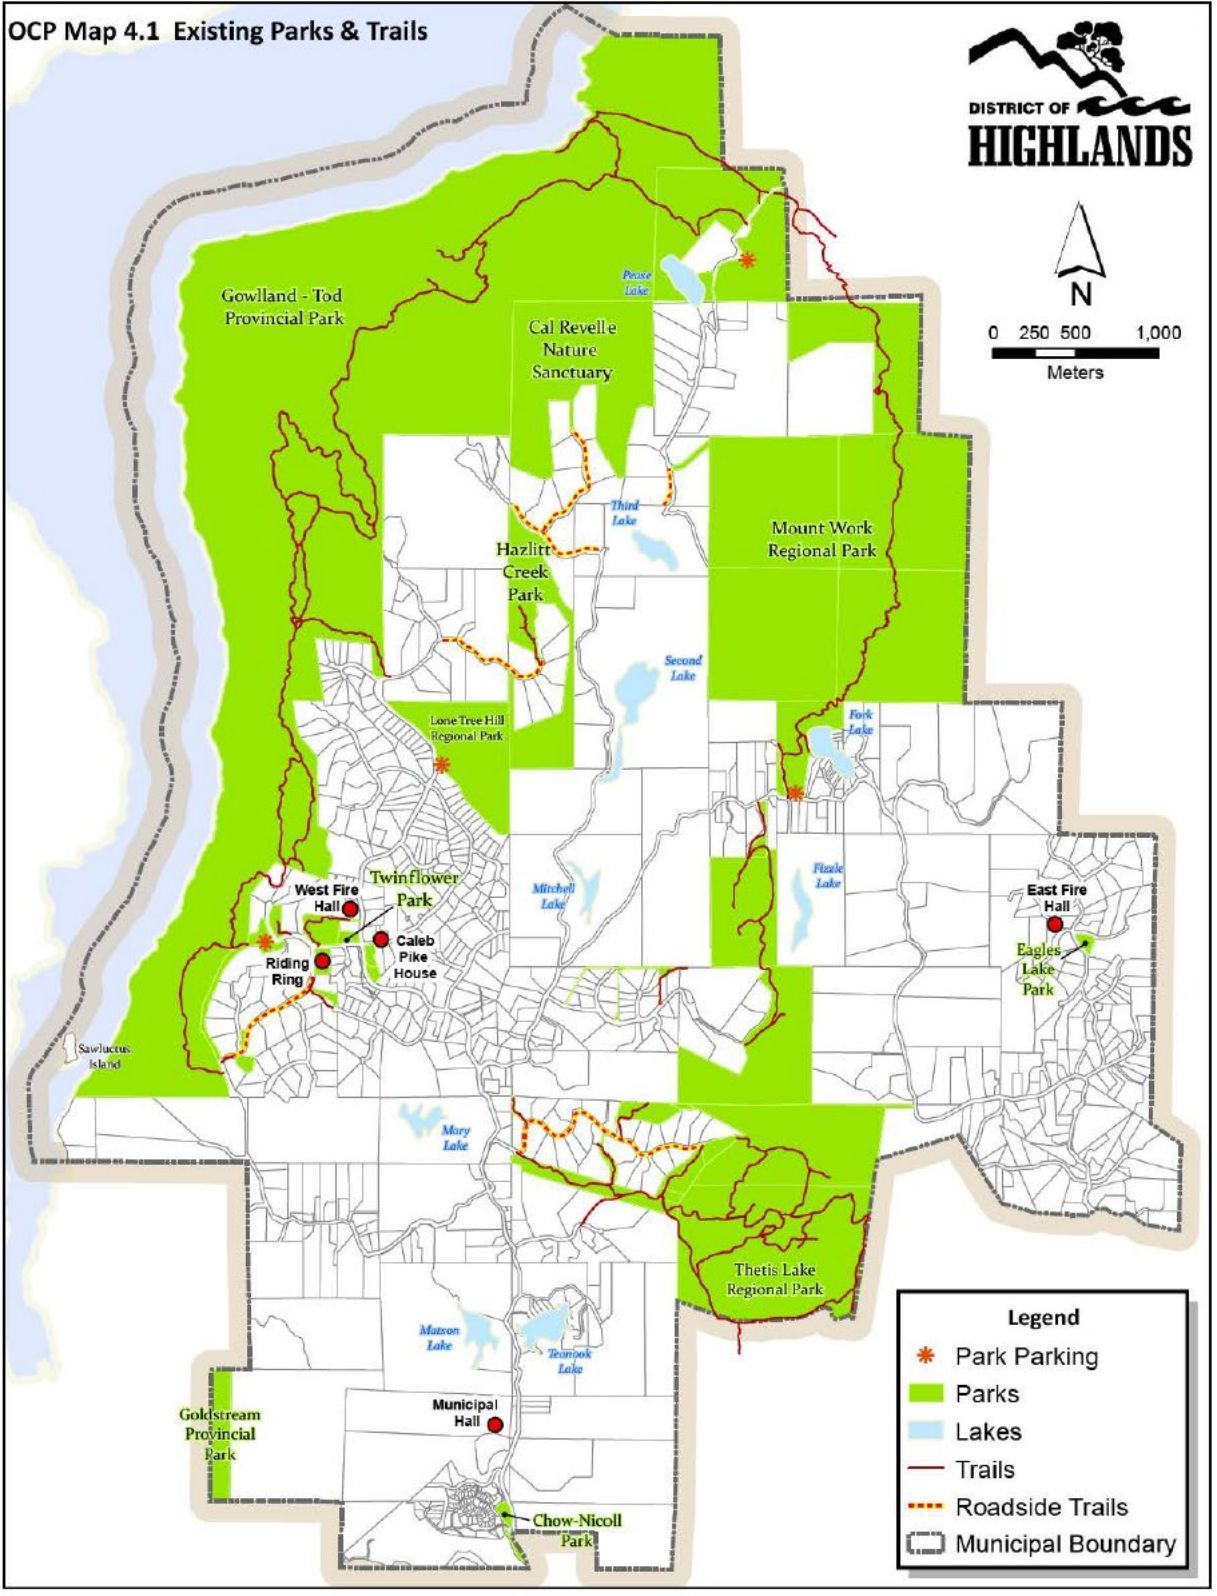 OCP Map 4.1 Existing Parks & Trails
DISTRICT OF
HIGHLANDS
N
0 250 500 1,000
Meters
Pease
Lake
Gowlland - Tod
Provincial Park
Cal Revelle
Nature
Sanctuary
Third
Lake
Mount Work
Regional Park
Hazlitt
Creek
Park
Second
Lake
Lone Tree Hill
Regional Park
Fork
Lake
Twinflower
Park
West Fire
Hall
Mitchell
Lake
Fizzle
Lake
East Fire
Hall
Caleb
Pike
House
Riding
Ring
Eagles
Lake
Park
Sawluctus
Island
Mary
Lake
Thetis Lake
Regional Park
Matson
Lake
Teanook
Lake
Municipal
Hall
Goldstream
Provincial
Park
Chow-Nicoll
Park
Legend
Park Parking
Parks
Lakes
Trails
Roadside Trails
Municipal Boundary